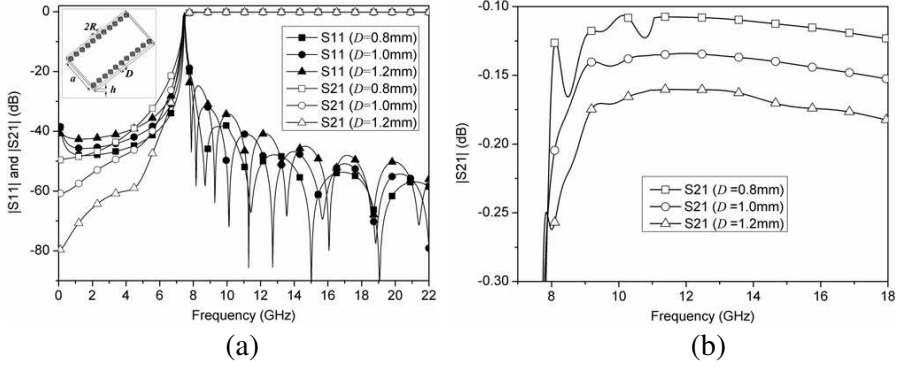 0
-20
-40
-60
-80
|S11| and |S21| (dB)
2R
a
D
h
S11 (D=0.8mm)
S11 (D=1.0mm)
S11 (D=1.2mm)
S21 (D=0.8mm)
S21 (D=1.0mm)
S21 (D=1.2mm)
0 2 4 6 8 10 12 14 16 18 20 22
Frequency (GHz)
(a)
-0.10
-0.15
-0.20
-0.25
-0.30
|S21| (dB)
S21 (D=0.8mm)
S21 (D=1.0mm)
S21 (D=1.2mm)
8 10 12 14 16 18
Frequency (GHz)
(b)